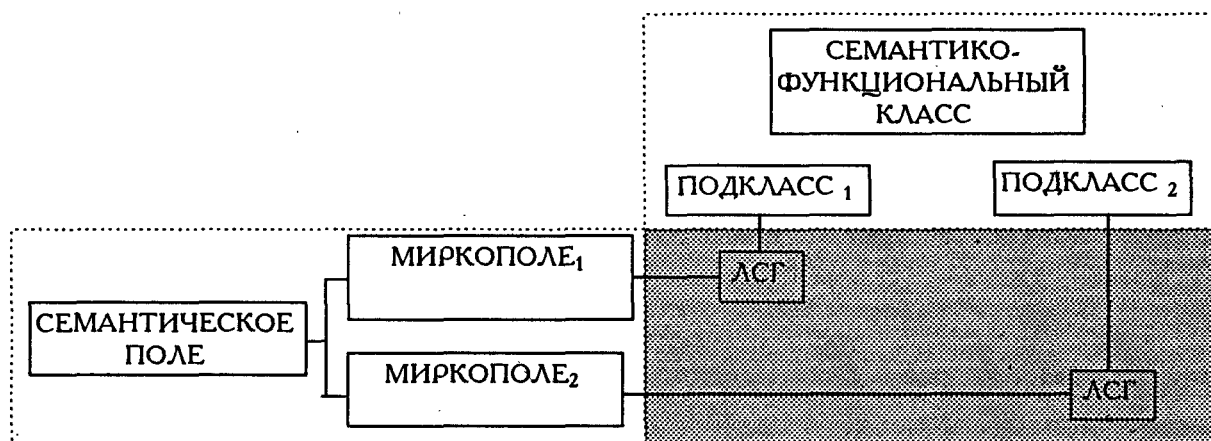 СЕМАНТИКО-
ФУНКЦИОНАЛЬНЫЙ
КЛАСС
ПОДКЛАСС 1
ПОДКЛАСС 2
МИРКОПОЛЕ1
ЛСГ
СЕМАНТИЧЕСКОЕ
ПОЛЕ
МИРКОПОЛЕ2
ЛСГ